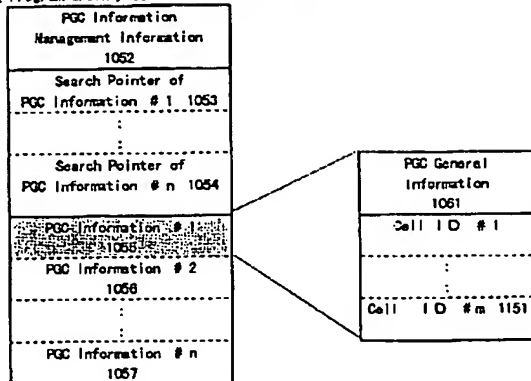 PGC Information
Management Information
1052
Search Pointer of
PGC Information # 1 1053
:
:
Search Pointer of
PGC Information # n 1054
PGC Information # 1
1055
PGC Information # 2
1056
:
:
PGC Information # n
1057
PGC General
Information
1061
Cell ID # 1
:
:
Cell ID # m 1151